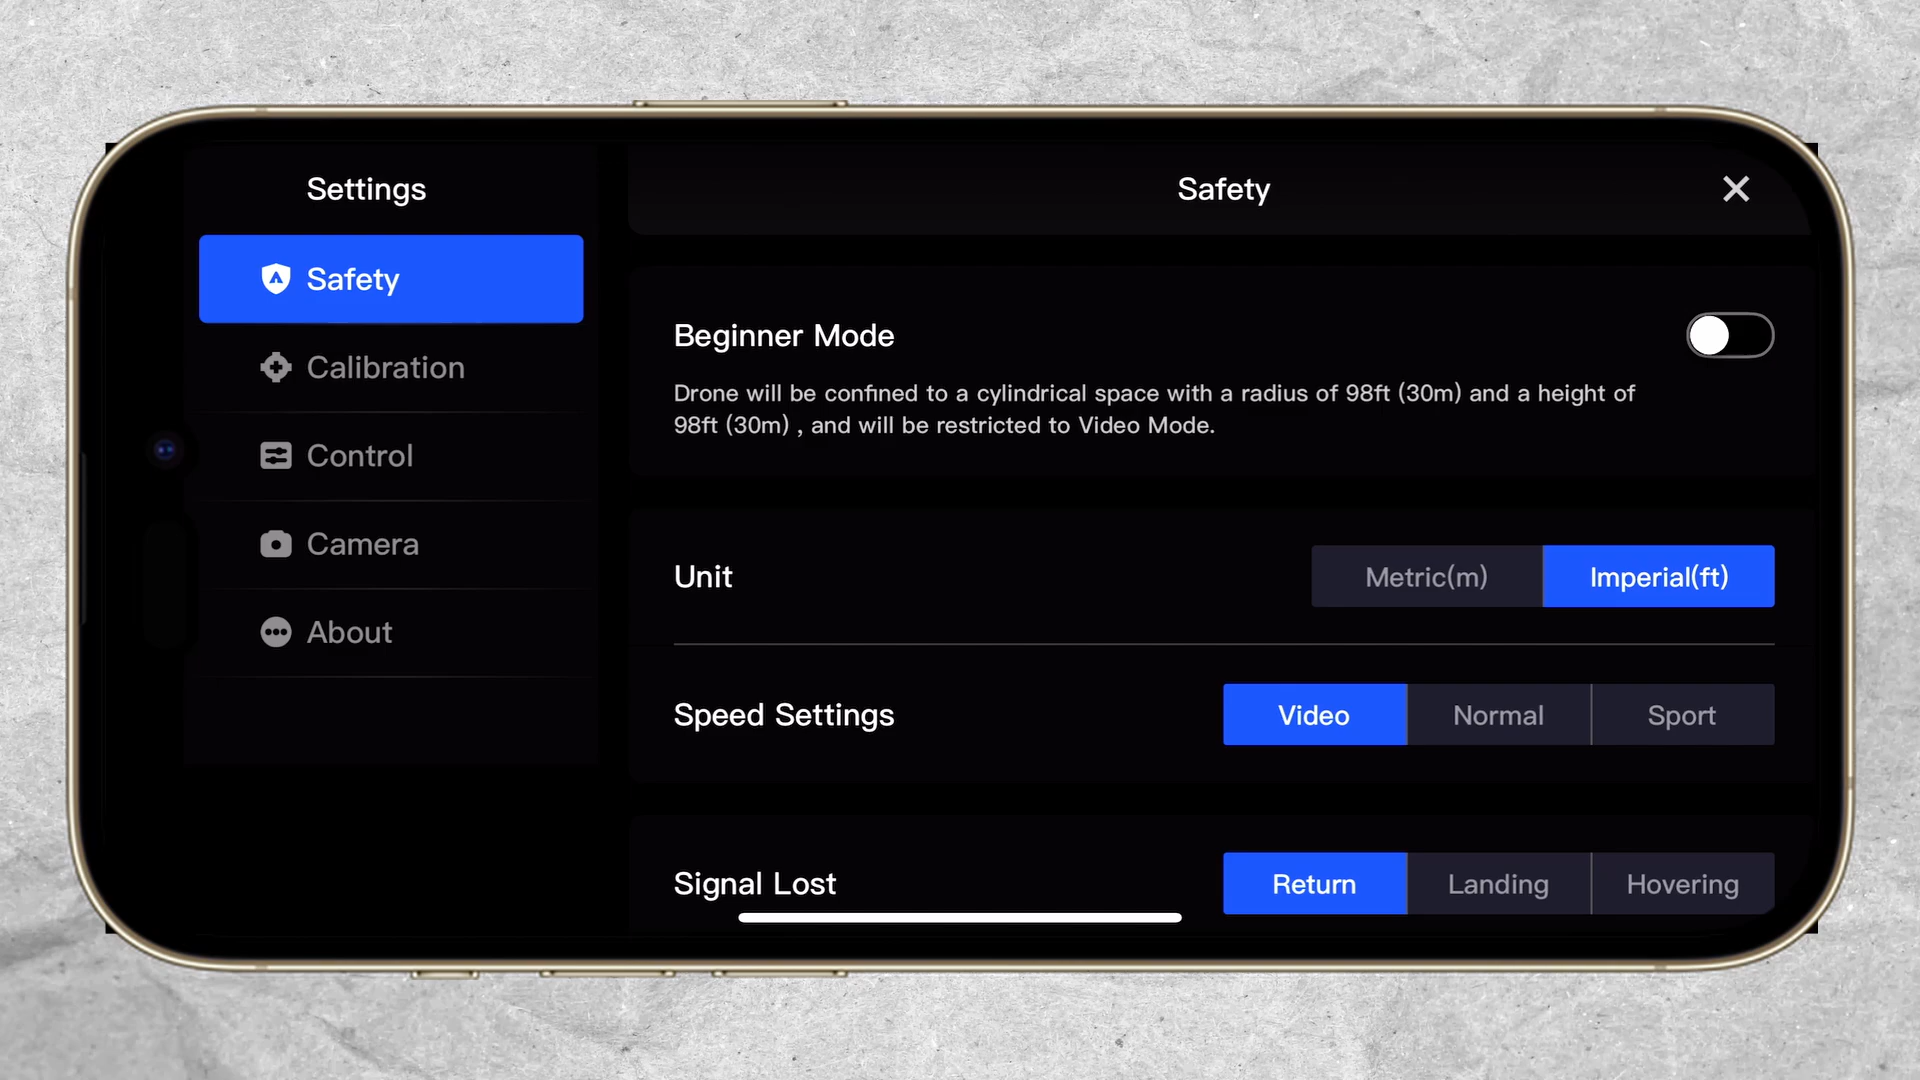 Settings
Safety
Calibration
Control
Camera
About
Safety
Beginner Mode
Drone will be confined to a cylindrical space with a radius of 98ft (30m) and a height of
98ft (30m) , and will be restricted to Video Mode.
Unit
Metric(m) Imperial(ft)
Speed Settings
Video Normal Sport
Signal Lost
Return Landing Hovering